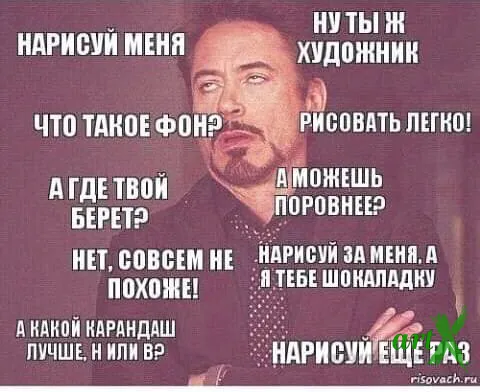 НАРИСУЙ МЕНЯ
НУ ТЫ Ж
ХУДОЖНИК
ЧТО ТАКОЕ ФОН?
РИСОВАТЬ ЛЕГКО!
А ГДЕ ТВОЙ
БЕРЕТ?
А МОЖЕШЬ
ПОРОВНЕЕ?
НЕТ, СОВСЕМ НЕ
ПОХОЖЕ!
НАРИСУЙ ЗА МЕНЯ, А
Я ТЕБЕ ШОКАЛАДКУ
А КАКОЙ КАРАНДАШ
ЛУЧШЕ, Н ИЛИ В?
artX
НАРИСУЙ ЕЩЕ РАЗ
risovach.ru